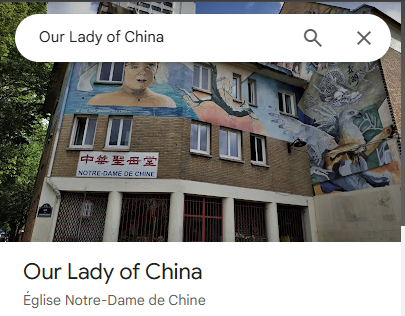 Our Lady of China
中華聖母堂
NOTRE-DAME DE CHINE
Our Lady of China
Église Notre-Dame de Chine